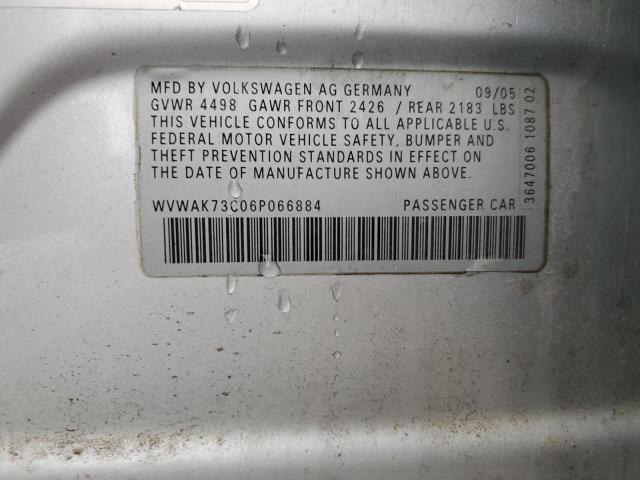 MFD BY VOLKSWAGEN AG GERMANY 09/05
GVWR 4498 GAWR FRONT 2426 / REAR 2183 LBS
THIS VEHICLE CONFORMS TO ALL APPLICABLE U.S.
FEDERAL MOTOR VEHICLE SAFETY, BUMPER AND
THEFT PREVENTION STANDARDS IN EFFECT ON
THE DATE OF MANUFACTURE SHOWN ABOVE.
WVWAK73C06P066884 PASSENGER CAR
3647006 1087 02